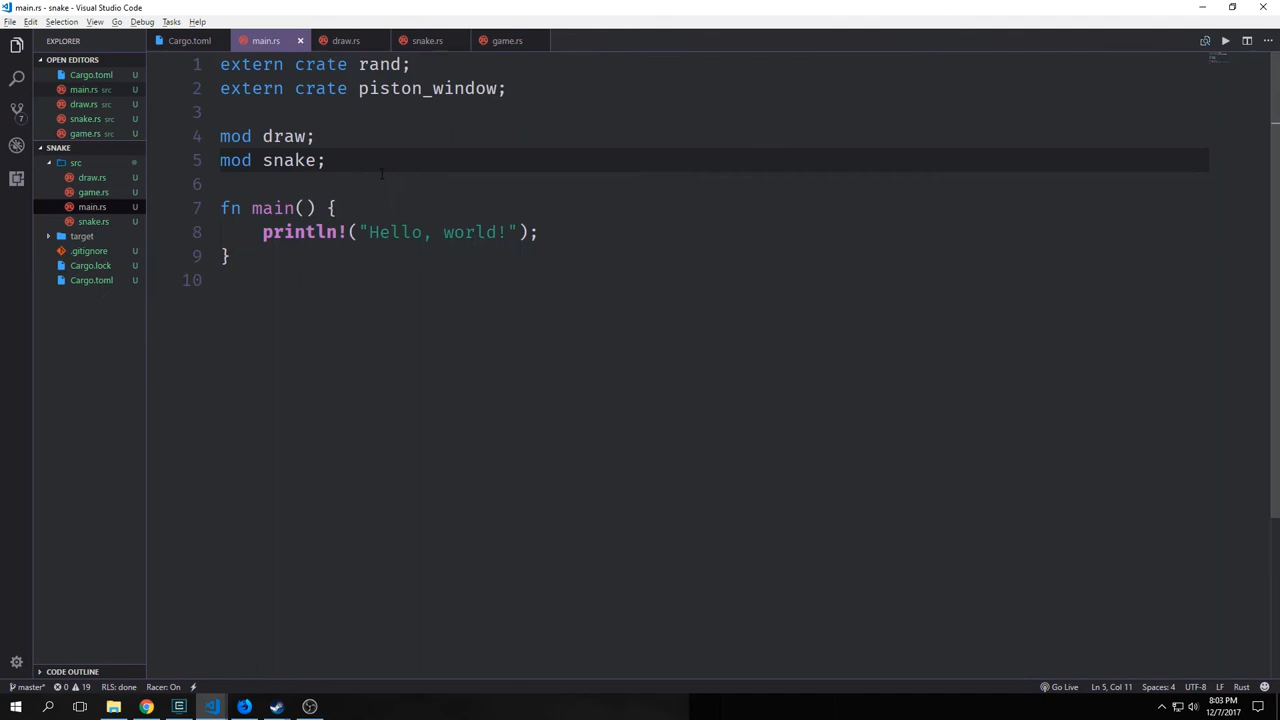 main.rs - snake - Visual Studio Code
File Edit Selection View Go Debug Tasks Help
EXPLORER
Cargo.toml
main.rs
draw.rs
snake.rs
game.rs
OPEN EDITORS
Cargo.toml U
main.rs src U
draw.rs src U
snake.rs src U
game.rs src U
SNAKE
src
draw.rs U
game.rs U
main.rs U
snake.rs U
target
.gitignore U
Cargo.lock U
Cargo.toml U
CODE OUTLINE
7
1 extern crate rand;
2 extern crate piston_window;
3
4 mod draw;
5 mod snake;
6
7 fn main() {
8 println!("Hello, world!");
9 }
10
master* 0 19 RLS: done Racer: On Go Live Ln 5, Col 11 Spaces: 4 UTF-8 LF Rust
8:03 PM
12/7/2017